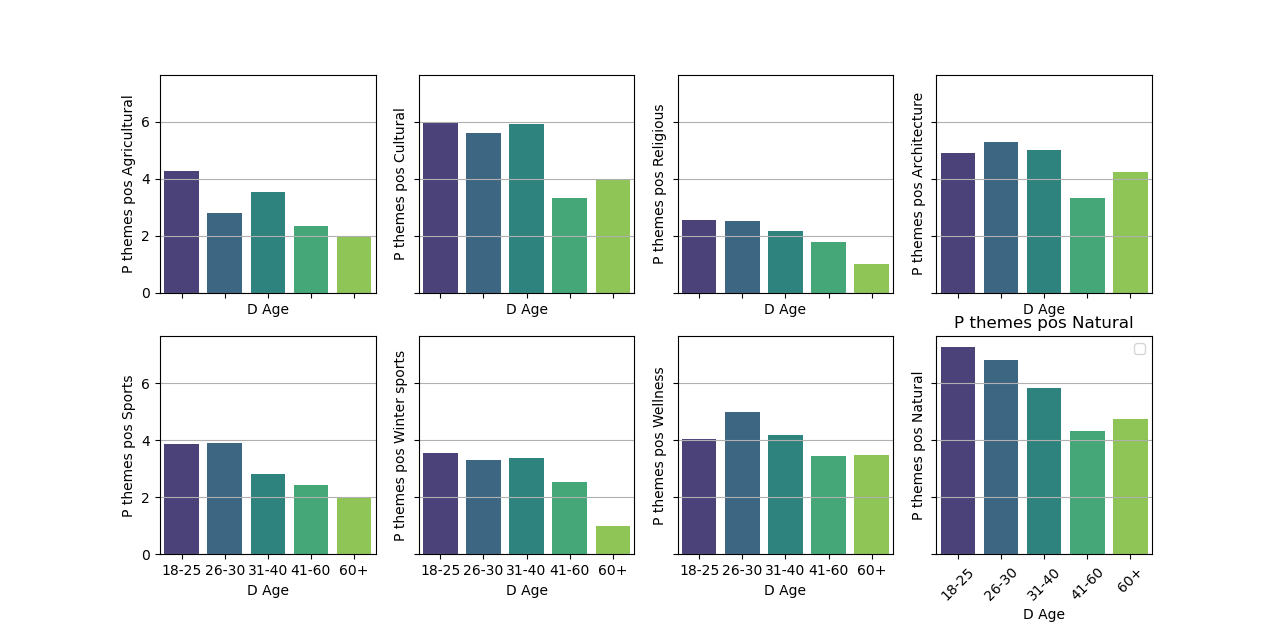 P themes pos Agricultural
6
4
2
0
D Age
P themes pos Cultural
D Age
P themes pos Religious
D Age
P themes pos Architecture
D Age
P themes pos Sports
6
4
2
0
18-25 26-30 31-40 41-60 60+
D Age
P themes pos Winter sports
18-25 26-30 31-40 41-60 60+
D Age
P themes pos Wellness
18-25 26-30 31-40 41-60 60+
D Age
P themes pos Natural
P themes pos Natural
18-25 26-30 31-40 41-60 60+
D Age